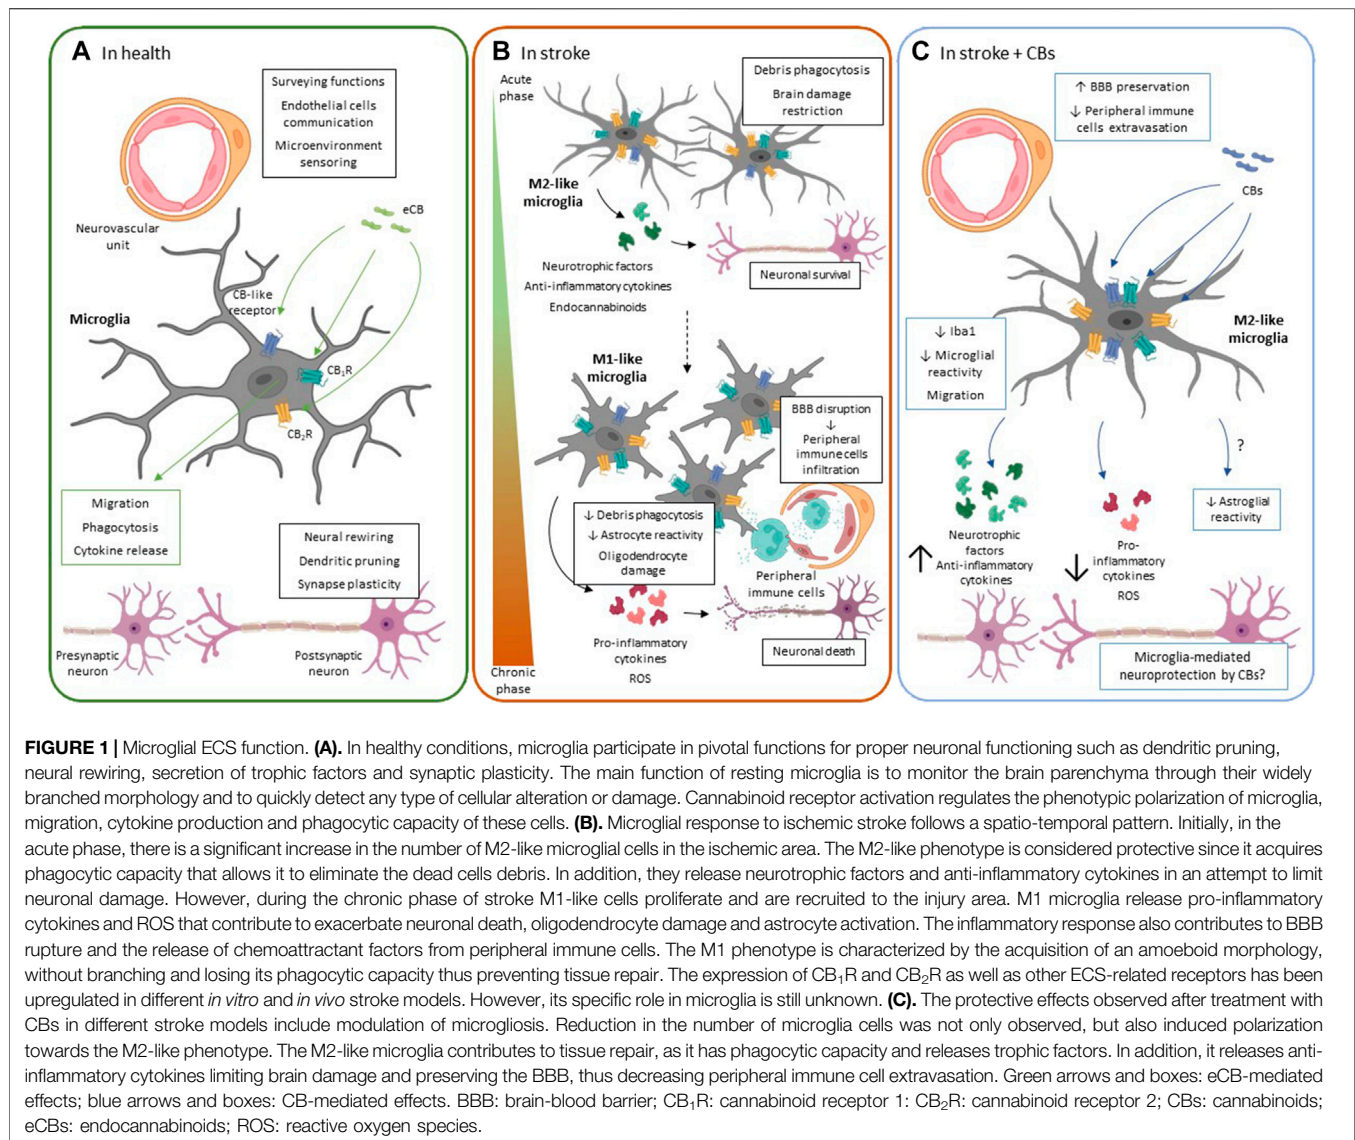 A In health
Surveying functions
Endothelial cells
communication
Microenvironment
sensoring
Neurovascular
unit
eCB
CB-like
receptor
Microglia
CB₁R
CB₂R
Migration
Phagocytosis
Cytokine release
Neural rewiring
Dendritic pruning
Synapse plasticity
Presynaptic
neuron
Postsynaptic
neuron
B In stroke
Acute
phase
Debris phagocytosis
Brain damage
restriction
M2-like
microglia
Neurotrophic factors
Anti-inflammatory cytokines
Endocannabinoids
Neuronal survival
M1-like
microglia
BBB disruption
↓
Peripheral
immune cells
infiltration
↓ Debris phagocytosis
↓ Astrocyte reactivity
Oligodendrocyte
damage
Peripheral
immune cells
Pro-inflammatory
cytokines
ROS
Neuronal death
Chronic
phase
C In stroke + CBs
↑ BBB preservation
↓ Peripheral immune
cells extravasation
CBs
M2-like
microglia
↓ Iba1
↓ Microglial
reactivity
Migration
?
Neurotrophic
factors
Anti-inflammatory
cytokines
Pro-
inflammatory
cytokines
ROS
↓ Astroglial
reactivity
Microglia-mediated
neuroprotection by CBs?
FIGURE 1 | Microglial ECS function. (A). In healthy conditions, microglia participate in pivotal functions for proper neuronal functioning such as dendritic pruning,
neural rewiring, secretion of trophic factors and synaptic plasticity. The main function of resting microglia is to monitor the brain parenchyma through their widely
branched morphology and to quickly detect any type of cellular alteration or damage. Cannabinoid receptor activation regulates the phenotypic polarization of microglia,
migration, cytokine production and phagocytic capacity of these cells. (B). Microglial response to ischemic stroke follows a spatio-temporal pattern. Initially, in the
acute phase, there is a significant increase in the number of M2-like microglial cells in the ischemic area. The M2-like phenotype is considered protective since it acquires
phagocytic capacity that allows it to eliminate the dead cells debris. In addition, they release neurotrophic factors and anti-inflammatory cytokines in an attempt to limit
neuronal damage. However, during the chronic phase of stroke M1-like cells proliferate and are recruited to the injury area. M1 microglia release pro-inflammatory
cytokines and ROS that contribute to exacerbate neuronal death, oligodendrocyte damage and astrocyte activation. The inflammatory response also contributes to BBB
rupture and the release of chemoattractant factors from peripheral immune cells. The M1 phenotype is characterized by the acquisition of an amoeboid morphology,
without branching and losing its phagocytic capacity thus preventing tissue repair. The expression of CB₁R and CB₂R as well as other ECS-related receptors has been
upregulated in different in vitro and in vivo stroke models. However, its specific role in microglia is still unknown. (C). The protective effects observed after treatment with
CBs in different stroke models include modulation of microgliosis. Reduction in the number of microglia cells was not only observed, but also induced polarization
towards the M2-like phenotype. The M2-like microglia contributes to tissue repair, as it has phagocytic capacity and releases trophic factors. In addition, it releases anti-
inflammatory cytokines limiting brain damage and preserving the BBB, thus decreasing peripheral immune cell extravasation. Green arrows and boxes: eCB-mediated
effects; blue arrows and boxes: CB-mediated effects. BBB: brain-blood barrier; CB₁R: cannabinoid receptor 1: CB₂R: cannabinoid receptor 2; CBs: cannabinoids;
eCBs: endocannabinoids; ROS: reactive oxygen species.